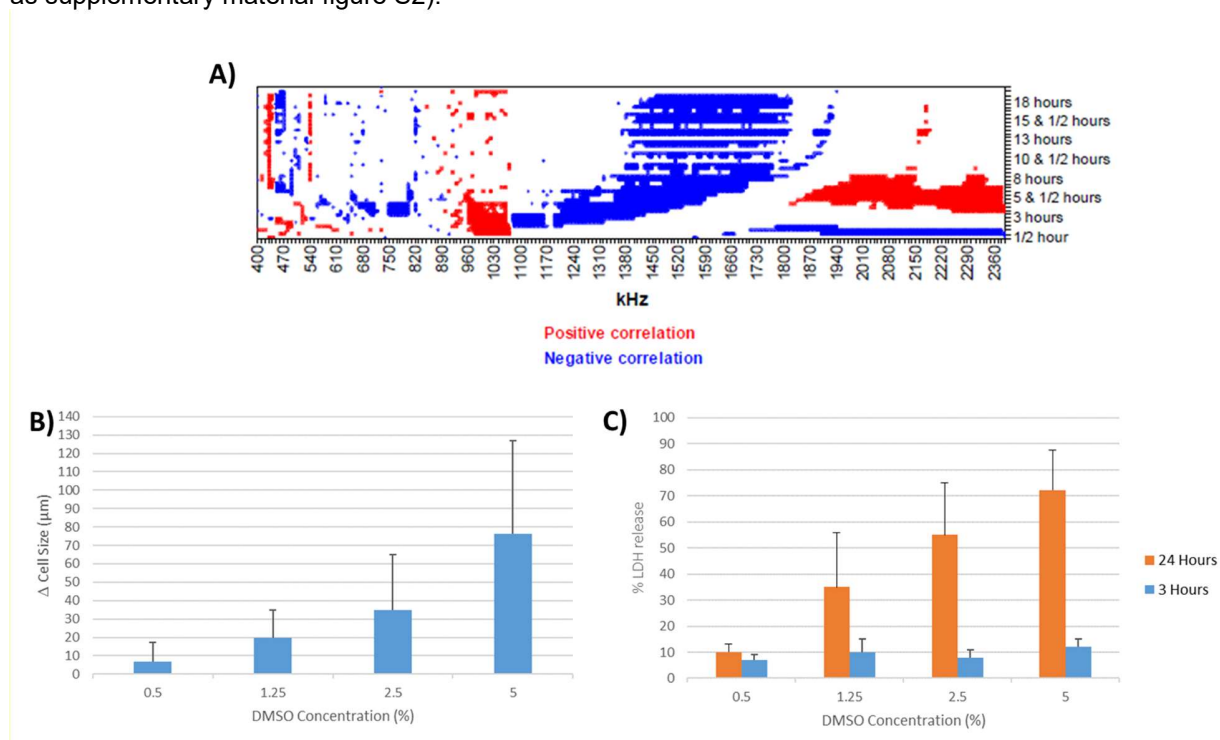 as supplementary material figure S2).
A)
18 hours
15 & 1/2 hours
13 hours
10 & 1/2 hours
8 hours
5 & 1/2 hours
3 hours
1/2 hour
400 470 540 610 680 750 820 890 960 1030 1100 1170 1240 1310 1380 1450 1520 1590 1660 1730 1800 1870 1940 2010 2080 2150 2220 2290 2360
kHz
Positive correlation
Negative correlation
B)
Δ Cell Size (μm)
140
130
120
110
100
90
80
70
60
50
40
30
20
10
0
0.5 1.25 2.5 5
DMSO Concentration (%)
C)
% LDH release
100
90
80
70
60
50
40
30
20
10
0
0.5 1.25 2.5 5
DMSO Concentration (%)
24 Hours
3 Hours